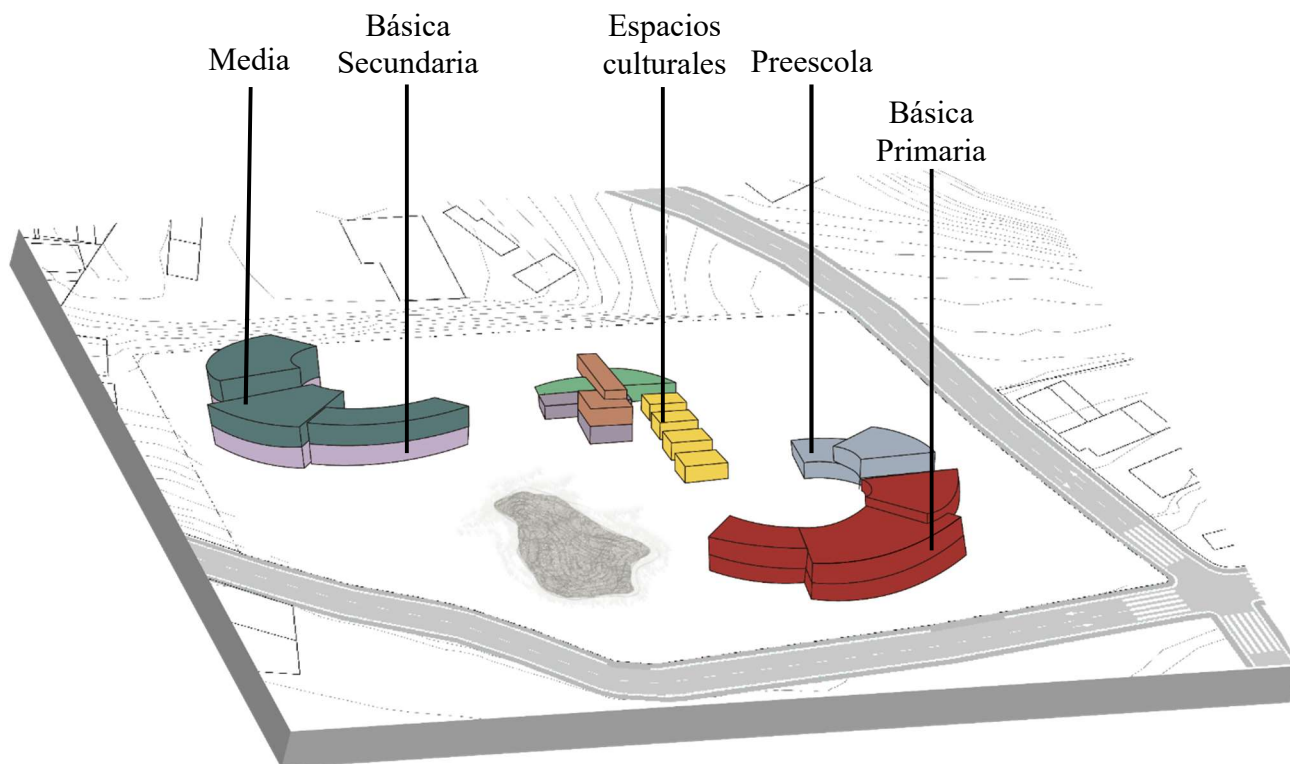 Media
Básica
Secundaria
Espacios
culturales
Preescola
Básica
Primaria